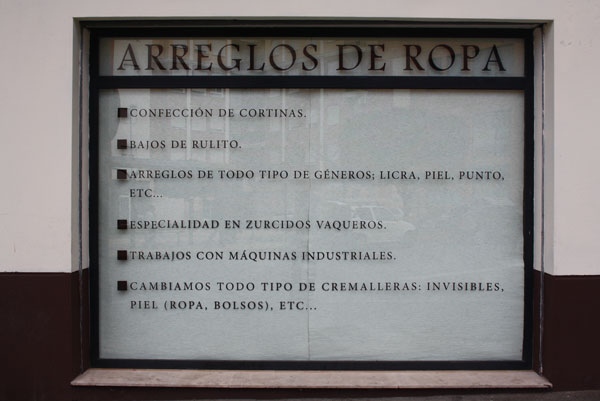 ARREGLOS DE ROPA
CONFECCIÓN DE CORTINAS.
BAJOS DE RULITO.
ARREGLOS DE TODO TIPO DE GÉNEROS; LICRA, PIEL, PUNTO,
ETC...
ESPECIALIDAD EN ZURCIDOS VAQUEROS.
TRABAJOS CON MÁQUINAS INDUSTRIALES.
CAMBIAMOS TODO TIPO DE CREMALLERAS: INVISIBLES,
PIEL (ROPA, BOLSOS), ETC...